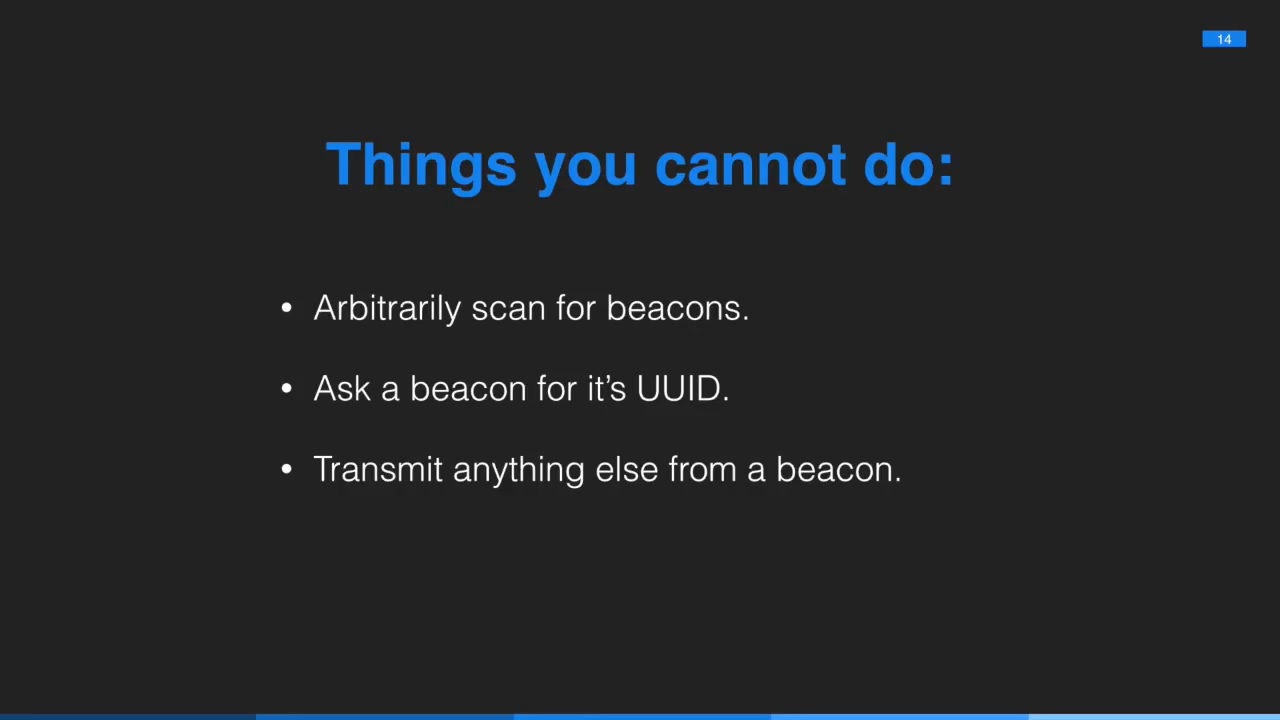 14
Things you cannot do:
• Arbitrarily scan for beacons.
• Ask a beacon for it’s UUID.
• Transmit anything else from a beacon.